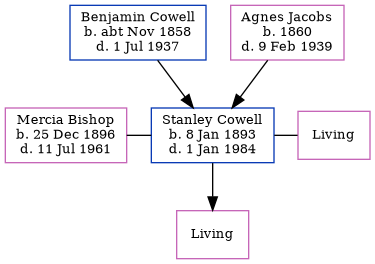 Benjamin Cowell
b. abt Nov 1858
d. 1 Jul 1937
Agnes Jacobs
b. 1860
d. 9 Feb 1939
Mercia Bishop
b. 25 Dec 1896
d. 11 Jul 1961
Stanley Cowell
b. 8 Jan 1893
d. 1 Jan 1984
Living
Living